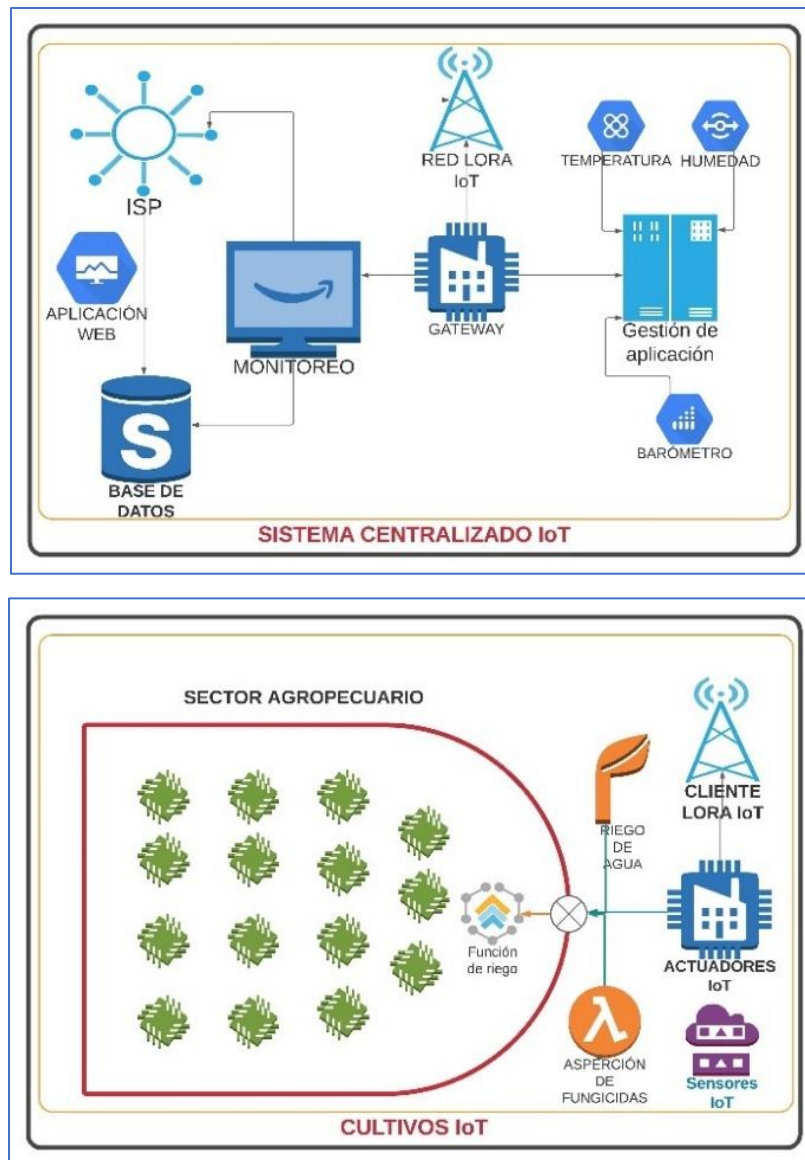 RED LORA
IoT
TEMPERATURA
HUMEDAD
ISP
APLICACIÓN
WEB
MONITOREO
GATEWAY
Gestión de
aplicación
S
BASE DE
DATOS
BARÓMETRO
SISTEMA CENTRALIZADO IoT
SECTOR AGROPECUARIO
CLIENTE
LORA IoT
RIEGO
DE
AGUA
Función
de riego
ACTUADORES
IoT
λ
ASPERCIÓN
DE
FUNGICIDAS
Sensores
IoT
CULTIVOS IoT